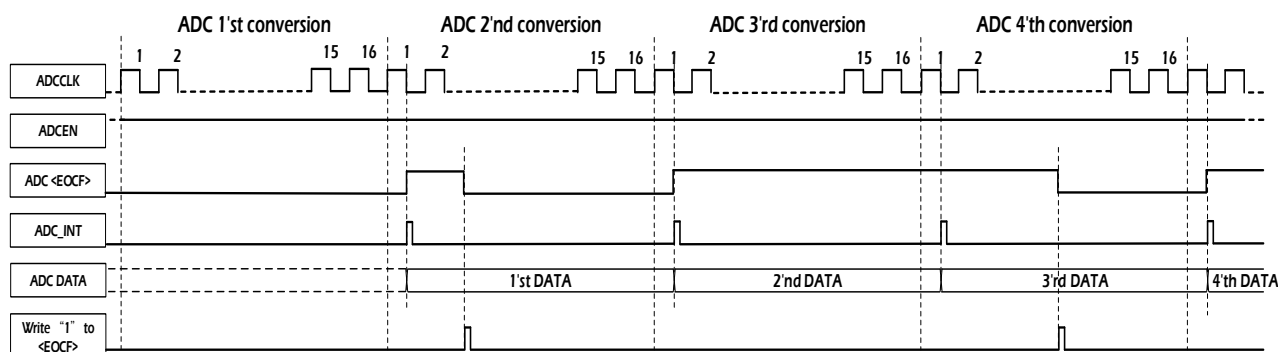 ADC 1'st conversion ADC 2'nd conversion ADC 3'rd conversion ADC 4'th conversion
1 2 15 16 1 2 15 16 1 2 15 16 1 2 15 16
ADCCLK
ADCEN
ADC <EOCF>
ADC_INT
ADC DATA 1'st DATA 2'nd DATA 3'rd DATA 4'th DATA
Write “1” to
<EOCF>